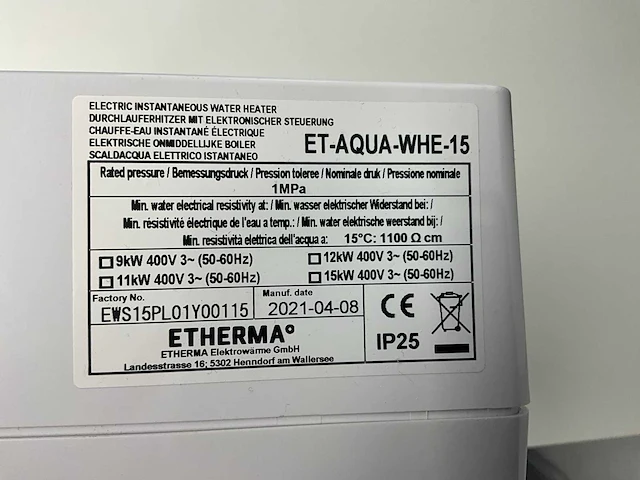 ELECTRIC INSTANTANEOUS WATER HEATER
DURCHLAUFERHITZER MIT ELEKTRONISCHER STEUERUNG
CHAUFFE-EAU INSTANTANÉ ÉLECTRIQUE
ELEKTRISCHE ONMIDDELLIJKE BOILER
SCALDACQUA ELETTRICO ISTANTANEO
ET-AQUA-WHE-15
Rated pressure / Bemessungsdruck / Pression toleree / Nominale druk / Pressione nominale
1MPa
Min. water electrical resistivity at: / Min. wasser elektrischer Widerstand bei: /
Min. résistivité électrique de l'eau a temp.: / Min. water elektrische weerstand bij: /
Min. resistività elettrica dell'acqua a: 15°C: 1100 Ω cm
9kW 400V 3~ (50-60Hz)
12kW 400V 3~ (50-60Hz)
11kW 400V 3~ (50-60Hz)
15kW 400V 3~ (50-60Hz)
Factory No.
EWS15PL01Y00115
Manuf. date
2021-04-08
CE
IP25
ETHERMA°
ETHERMA Elektrowärme GmbH
Landesstrasse 16; 5302 Henndorf am Wallersee